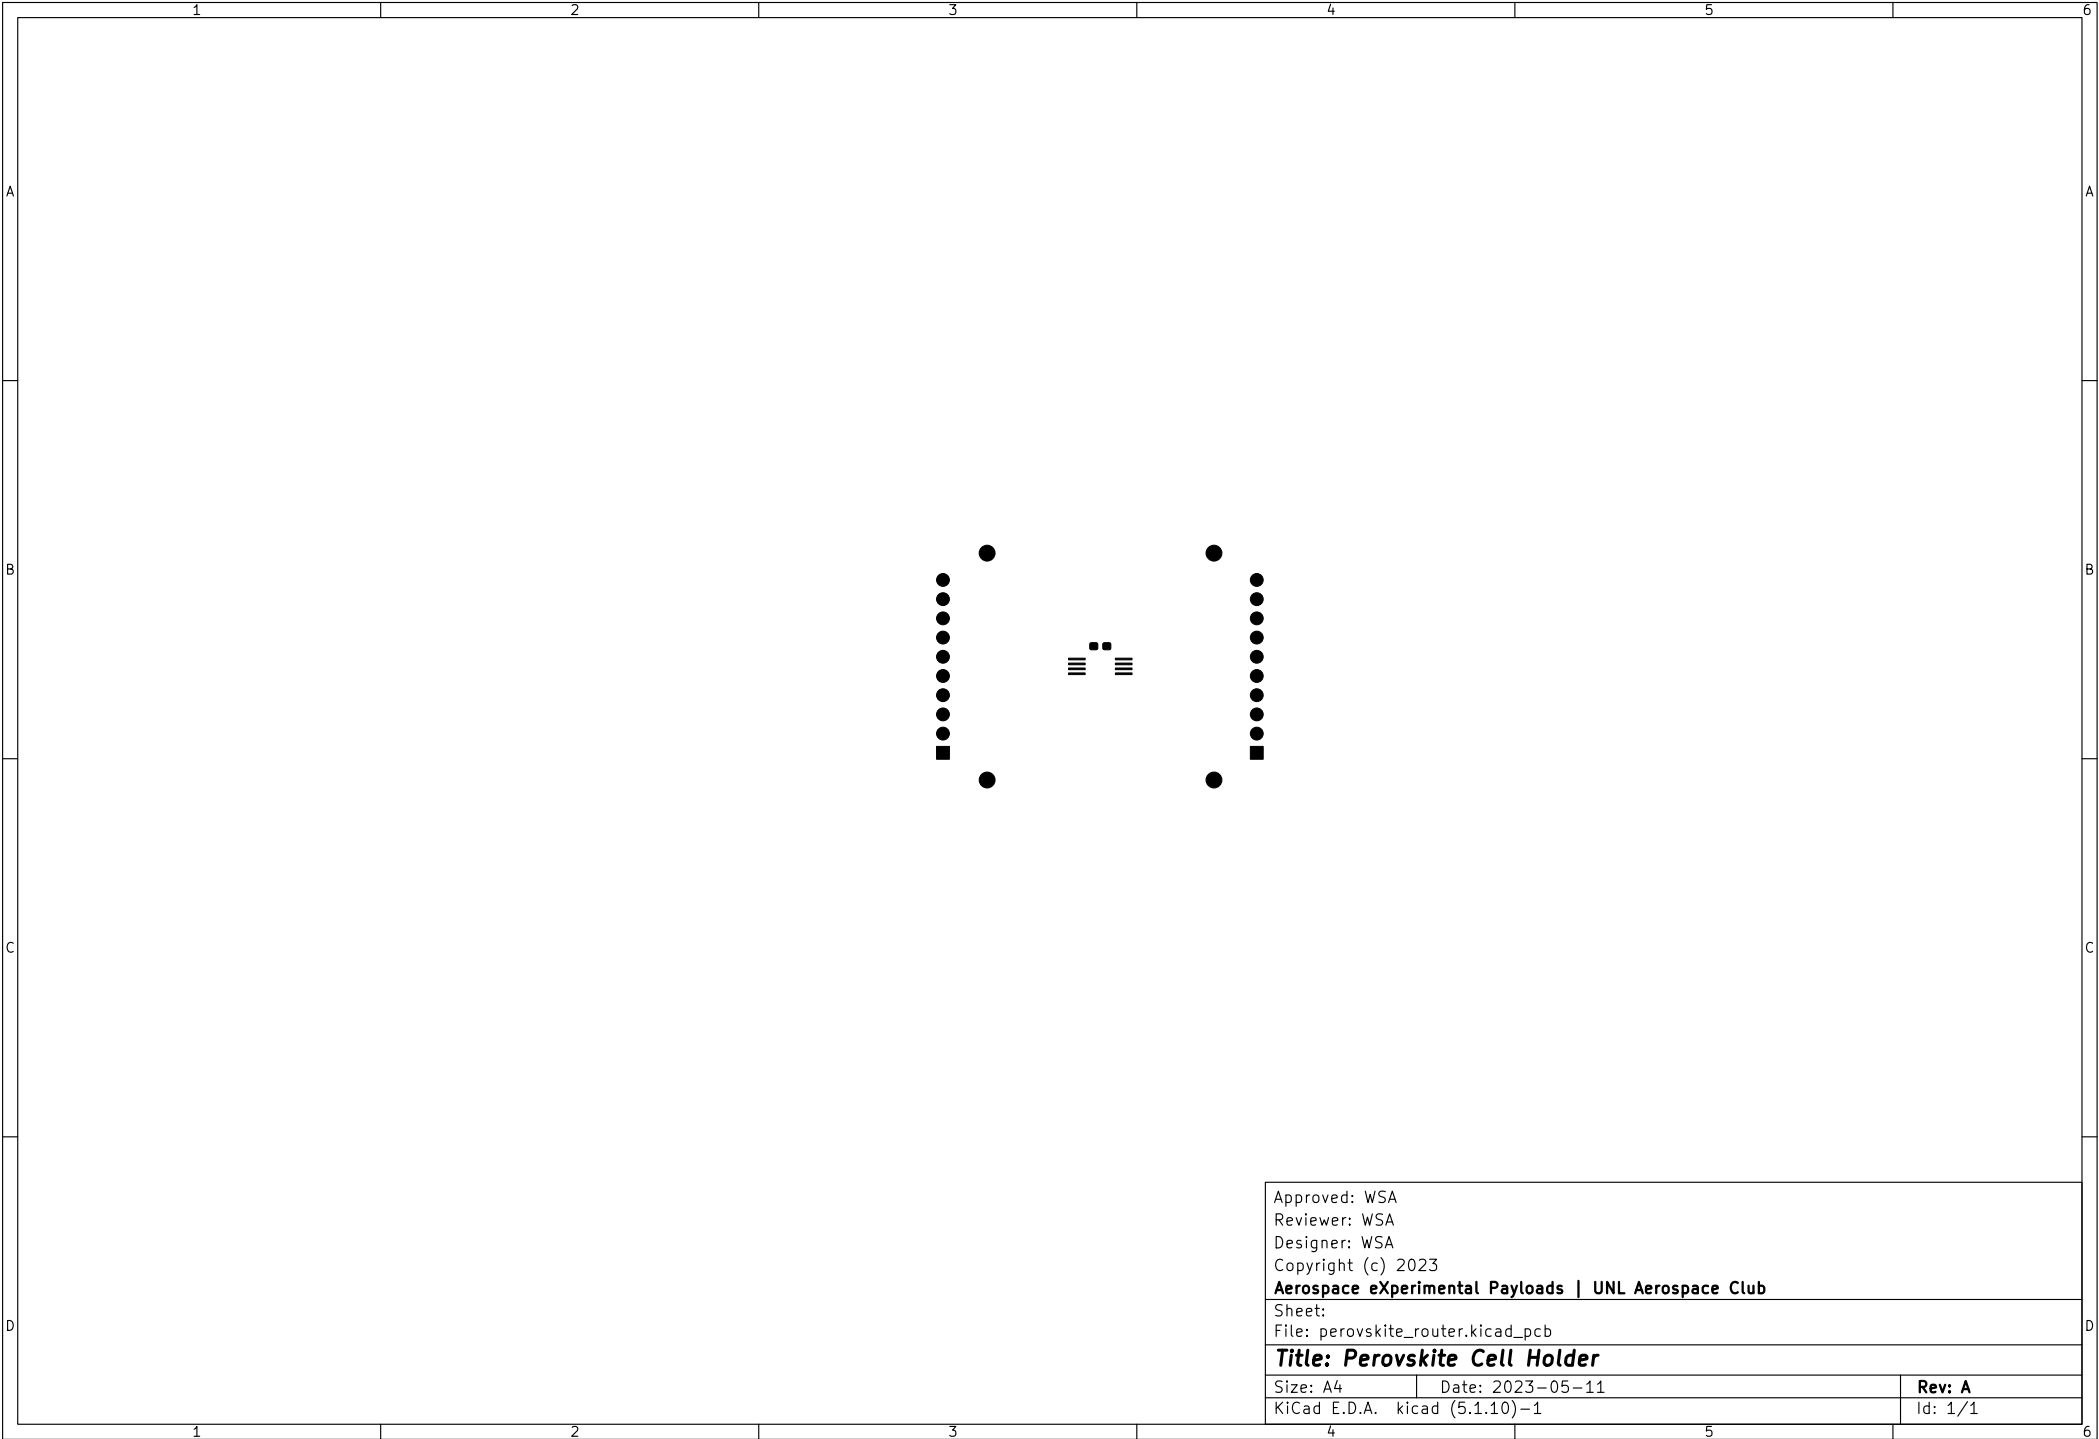 1 2 3 4 5 6
A A
B B
C C
Approved: WSA
Reviewer: WSA
Designer: WSA
Copyright (c) 2023
Aerospace eXperimental Payloads | UNL Aerospace Club
Sheet:
D D
File: perovskite_router.kicad_pcb
Title: Perovskite Cell Holder
Size: A4 Date: 2023-05-11 Rev: A
KiCad E.D.A. kicad (5.1.10)-1 Id: 1/1
1 2 3 4 5 6